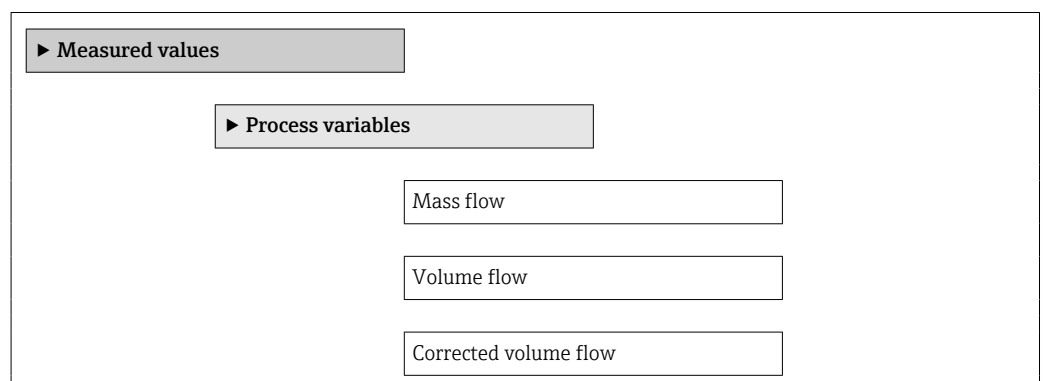 ▶ Measured values
▶ Process variables
Mass flow
Volume flow
Corrected volume flow